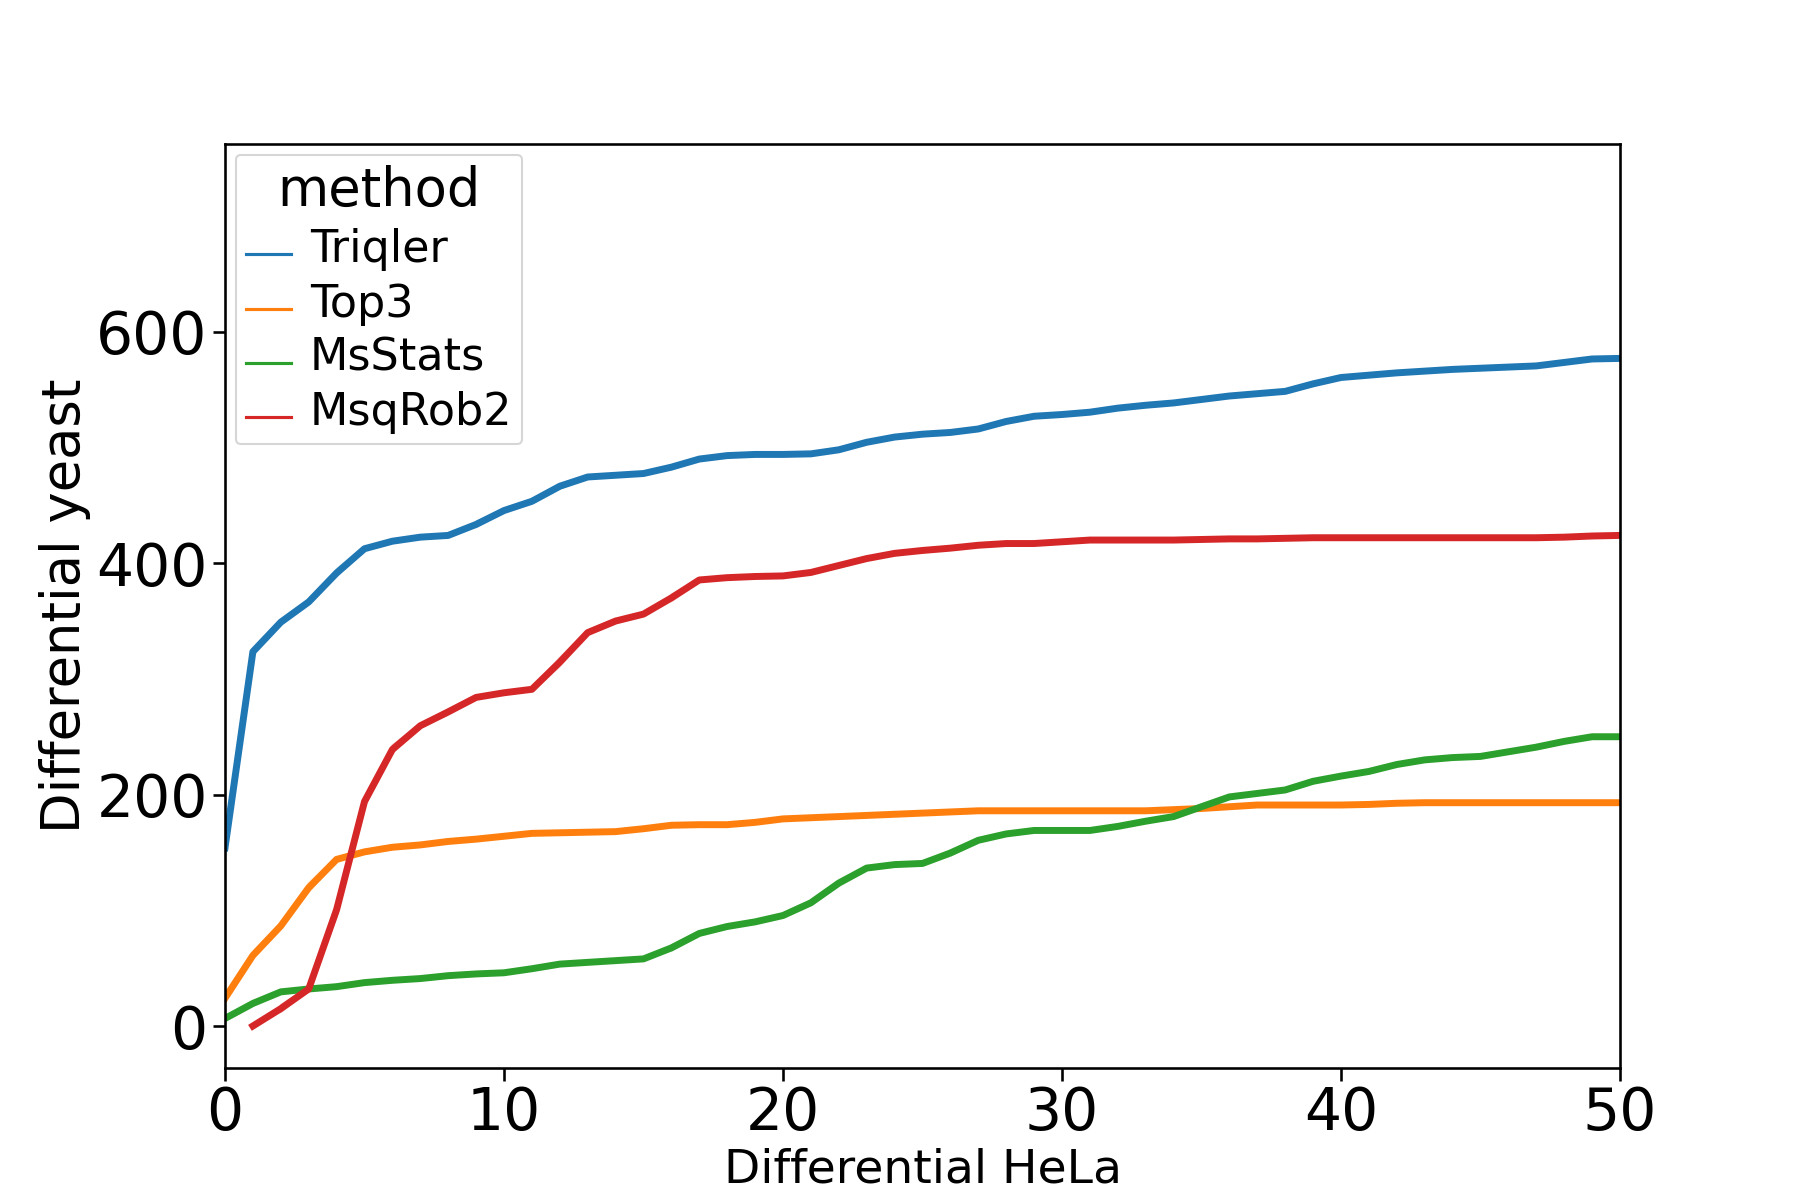 method
Triqler
Top3
MsStats
MsqRob2
600
400
200
0
Differential yeast
0 10 20 30 40 50
Differential HeLa